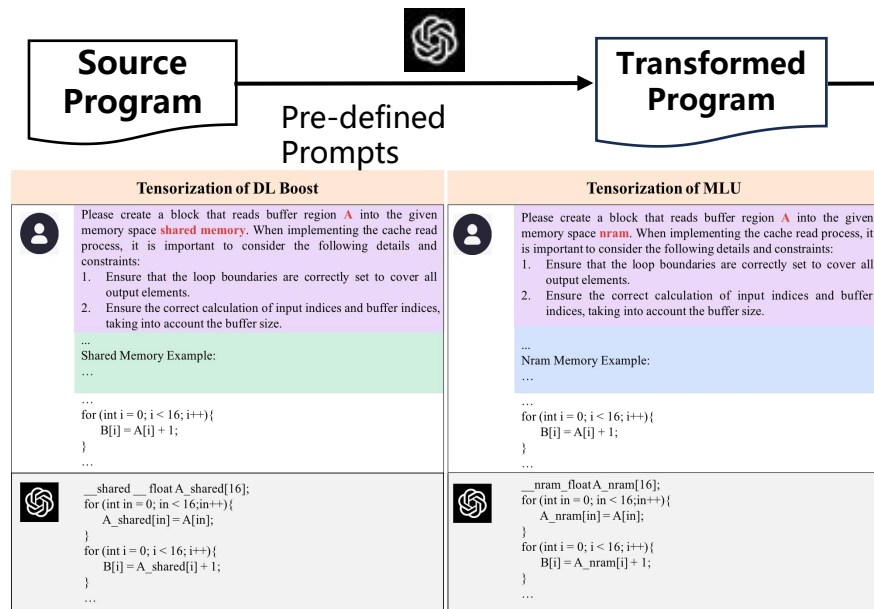 Source
Program
Pre-defined
Prompts
Transformed
Program
Tensorization of DL Boost
Please create a block that reads buffer region A into the given
memory space shared memory. When implementing the cache read
process, it is important to consider the following details and
constraints:
1. Ensure that the loop boundaries are correctly set to cover all
output elements.
2. Ensure the correct calculation of input indices and buffer indices,
taking into account the buffer size.
...
Shared Memory Example:
…
…
for (int i = 0; i < 16; i++){
B[i] = A[i] + 1;
}
…
__shared __ float A_shared[16];
for (int in = 0; in < 16;in++){
A_shared[in] = A[in];
}
for (int i = 0; i < 16; i++){
B[i] = A_shared[i] + 1;
}
…
Tensorization of MLU
Please create a block that reads buffer region A into the given
memory space nram. When implementing the cache read process, it
is important to consider the following details and constraints:
1. Ensure that the loop boundaries are correctly set to cover all
output elements.
2. Ensure the correct calculation of input indices and buffer
indices, taking into account the buffer size.
...
Nram Memory Example:
…
…
for (int i = 0; i < 16; i++){
B[i] = A[i] + 1;
}
…
__nram_float A_nram[16];
for (int in = 0; in < 16;in++){
A_nram[in] = A[in];
}
for (int i = 0; i < 16; i++){
B[i] = A_nram[i] + 1;
}
…